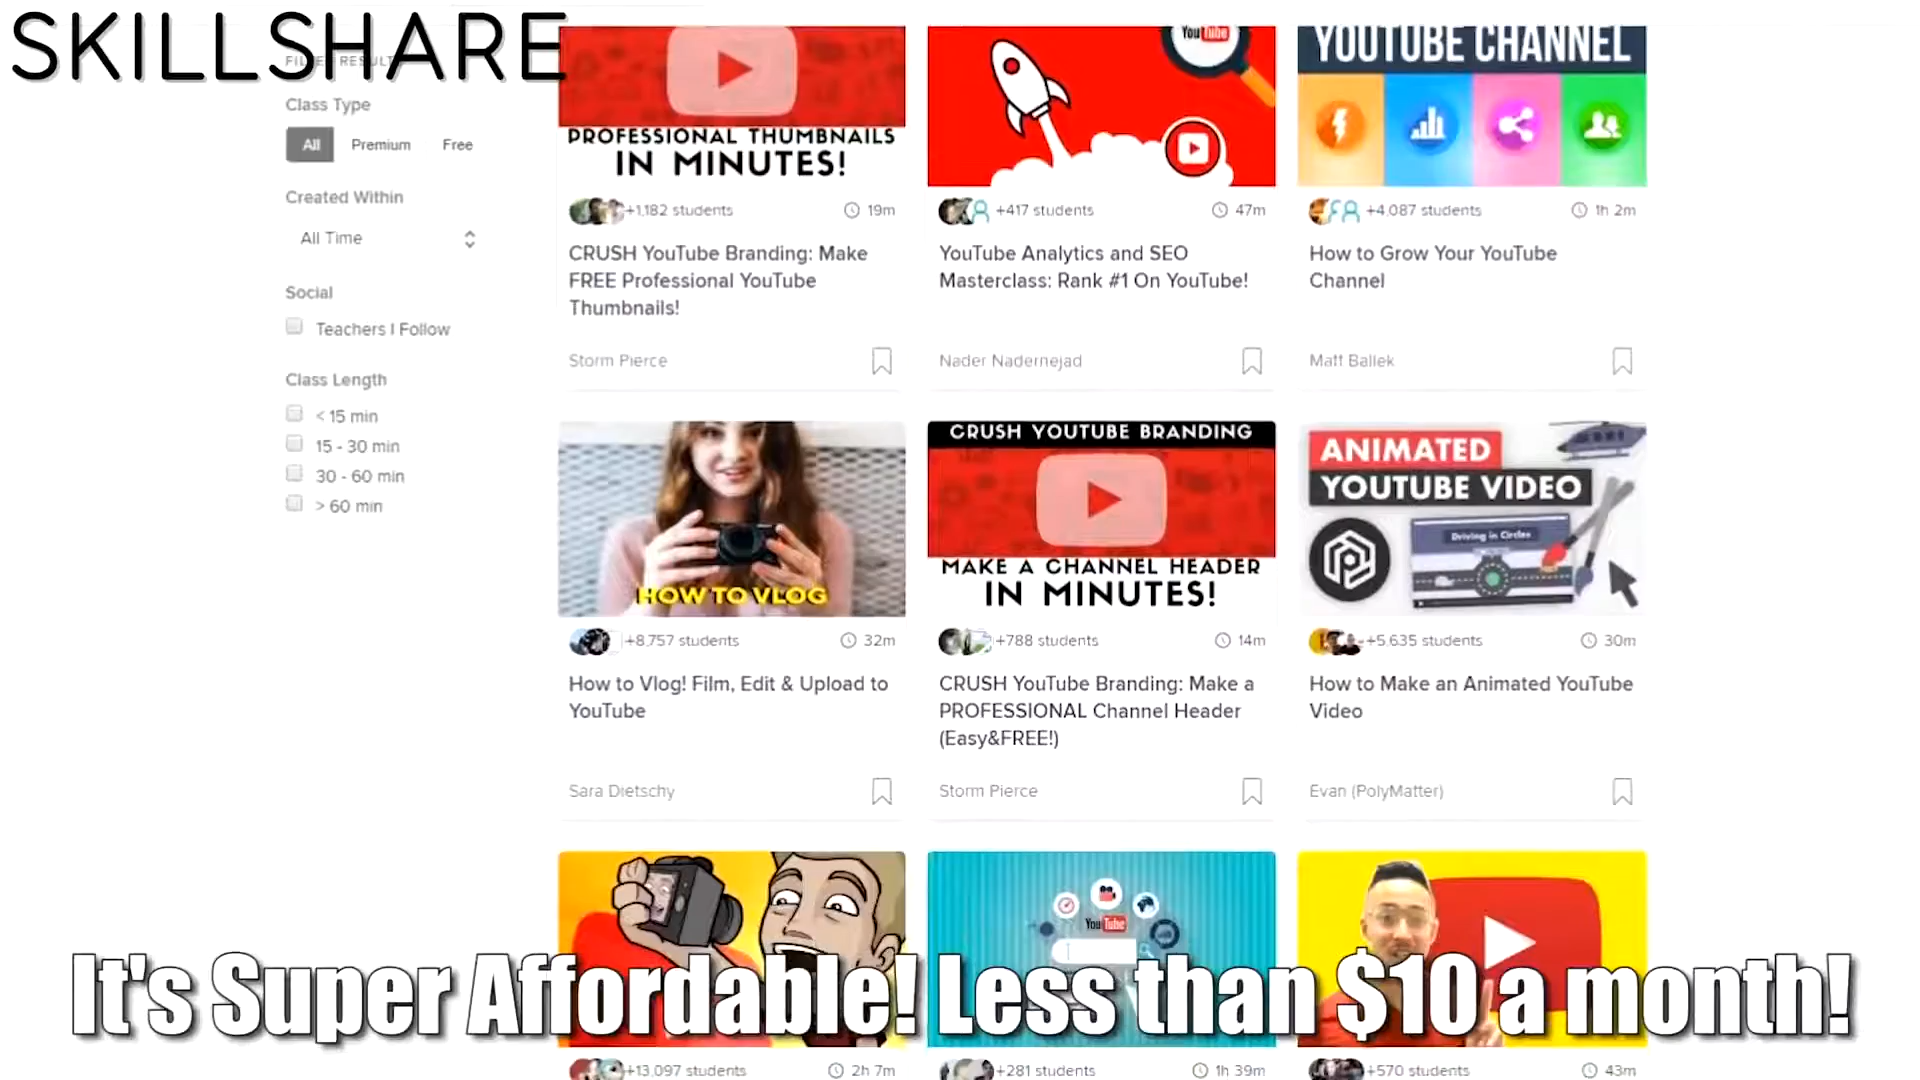 SKILLSHARE
FILTER RESULTS
Class Type
All Premium Free
Created Within
All Time
Social
Teachers I Follow
Class Length
< 15 min
15 - 30 min
30 - 60 min
> 60 min
PROFESSIONAL THUMBNAILS
IN MINUTES!
+1,182 students 19m
CRUSH YouTube Branding: Make
FREE Professional YouTube
Thumbnails!
Storm Pierce
YouTube
+417 students 47m
YouTube Analytics and SEO
Masterclass: Rank #1 On YouTube!
Nader Nadernejad
YOUTUBE CHANNEL
+4,087 students 1h 2m
How to Grow Your YouTube
Channel
Matt Ballek
HOW TO VLOG
+8,757 students 32m
How to Vlog! Film, Edit & Upload to
YouTube
Sara Dietschy
CRUSH YOUTUBE BRANDING
MAKE A CHANNEL HEADER
IN MINUTES!
+788 students 14m
CRUSH YouTube Branding: Make a
PROFESSIONAL Channel Header
(Easy&FREE!)
Storm Pierce
ANIMATED
YOUTUBE VIDEO
Driving in Circles
+5,635 students 30m
How to Make an Animated YouTube
Video
Evan (PolyMatter)
YouTube
It's Super Affordable! Less than $10 a month!
+13,097 students 2h 7m
+281 students 1h 39m
+570 students 43m